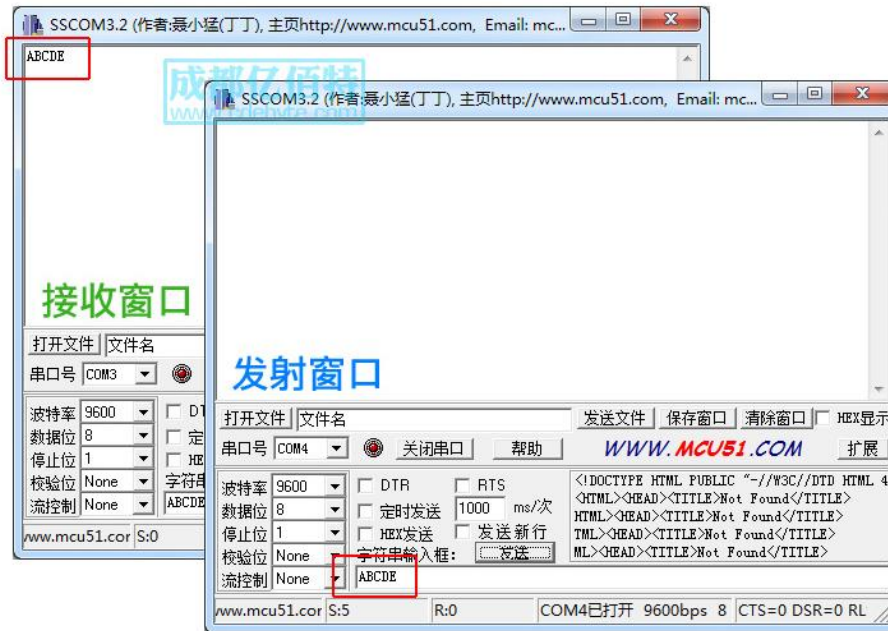 SSCOM3.2 (作者:聂小猛(丁丁), 主页http://www.mcu51.com, Email: mc...
ABCDE
成都亿佰特
www.cdebyte.com
接收窗口
打开文件 文件名
串口号 COM3
波特率 9600 DT
数据位 8 定
停止位 1 HE
校验位 None 字符串
流控制 None ABCDE
www.mcu51.cor S:0
SSCOM3.2 (作者:聂小猛(丁丁), 主页http://www.mcu51.com, Email: mc...
发射窗口
打开文件 文件名 发送文件 保存窗口 清除窗口 HEX显示
串口号 COM4 关闭串口 帮助 WWW.MCU51.COM 扩展
波特率 9600 DTR RTS
数据位 8 定时发送 1000 ms/次
停止位 1 HEX发送 发送新行
校验位 None 字符串输入框: 发送
流控制 None ABCDE
<!DOCTYPE HTML PUBLIC "-//W3C//DTD HTML 4
<HTML><HEAD><TITLE>Not Found</TITLE>
HTML><HEAD><TITLE>Not Found</TITLE>
TML><HEAD><TITLE>Not Found</TITLE>
ML><HEAD><TITLE>Not Found</TITLE>
www.mcu51.cor S:5 R:0 COM4已打开 9600bps 8 CTS=0 DSR=0 RL